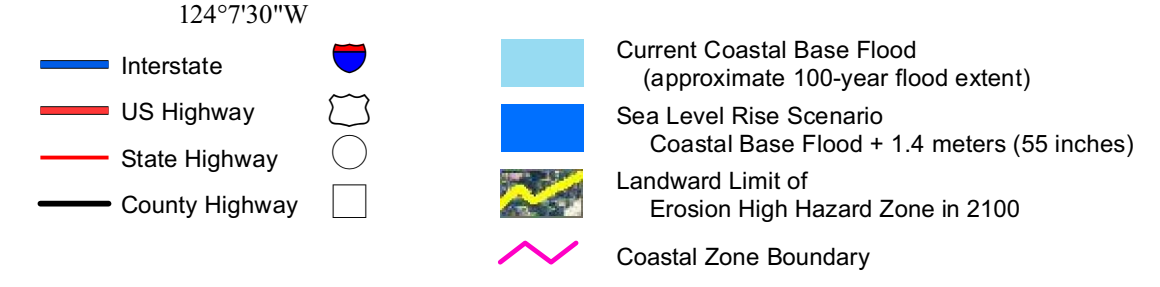 124°7'30"W
Interstate
US Highway
State Highway
County Highway
Current Coastal Base Flood
(approximate 100-year flood extent)
Sea Level Rise Scenario
Coastal Base Flood + 1.4 meters (55 inches)
Landward Limit of
Erosion High Hazard Zone in 2100
Coastal Zone Boundary